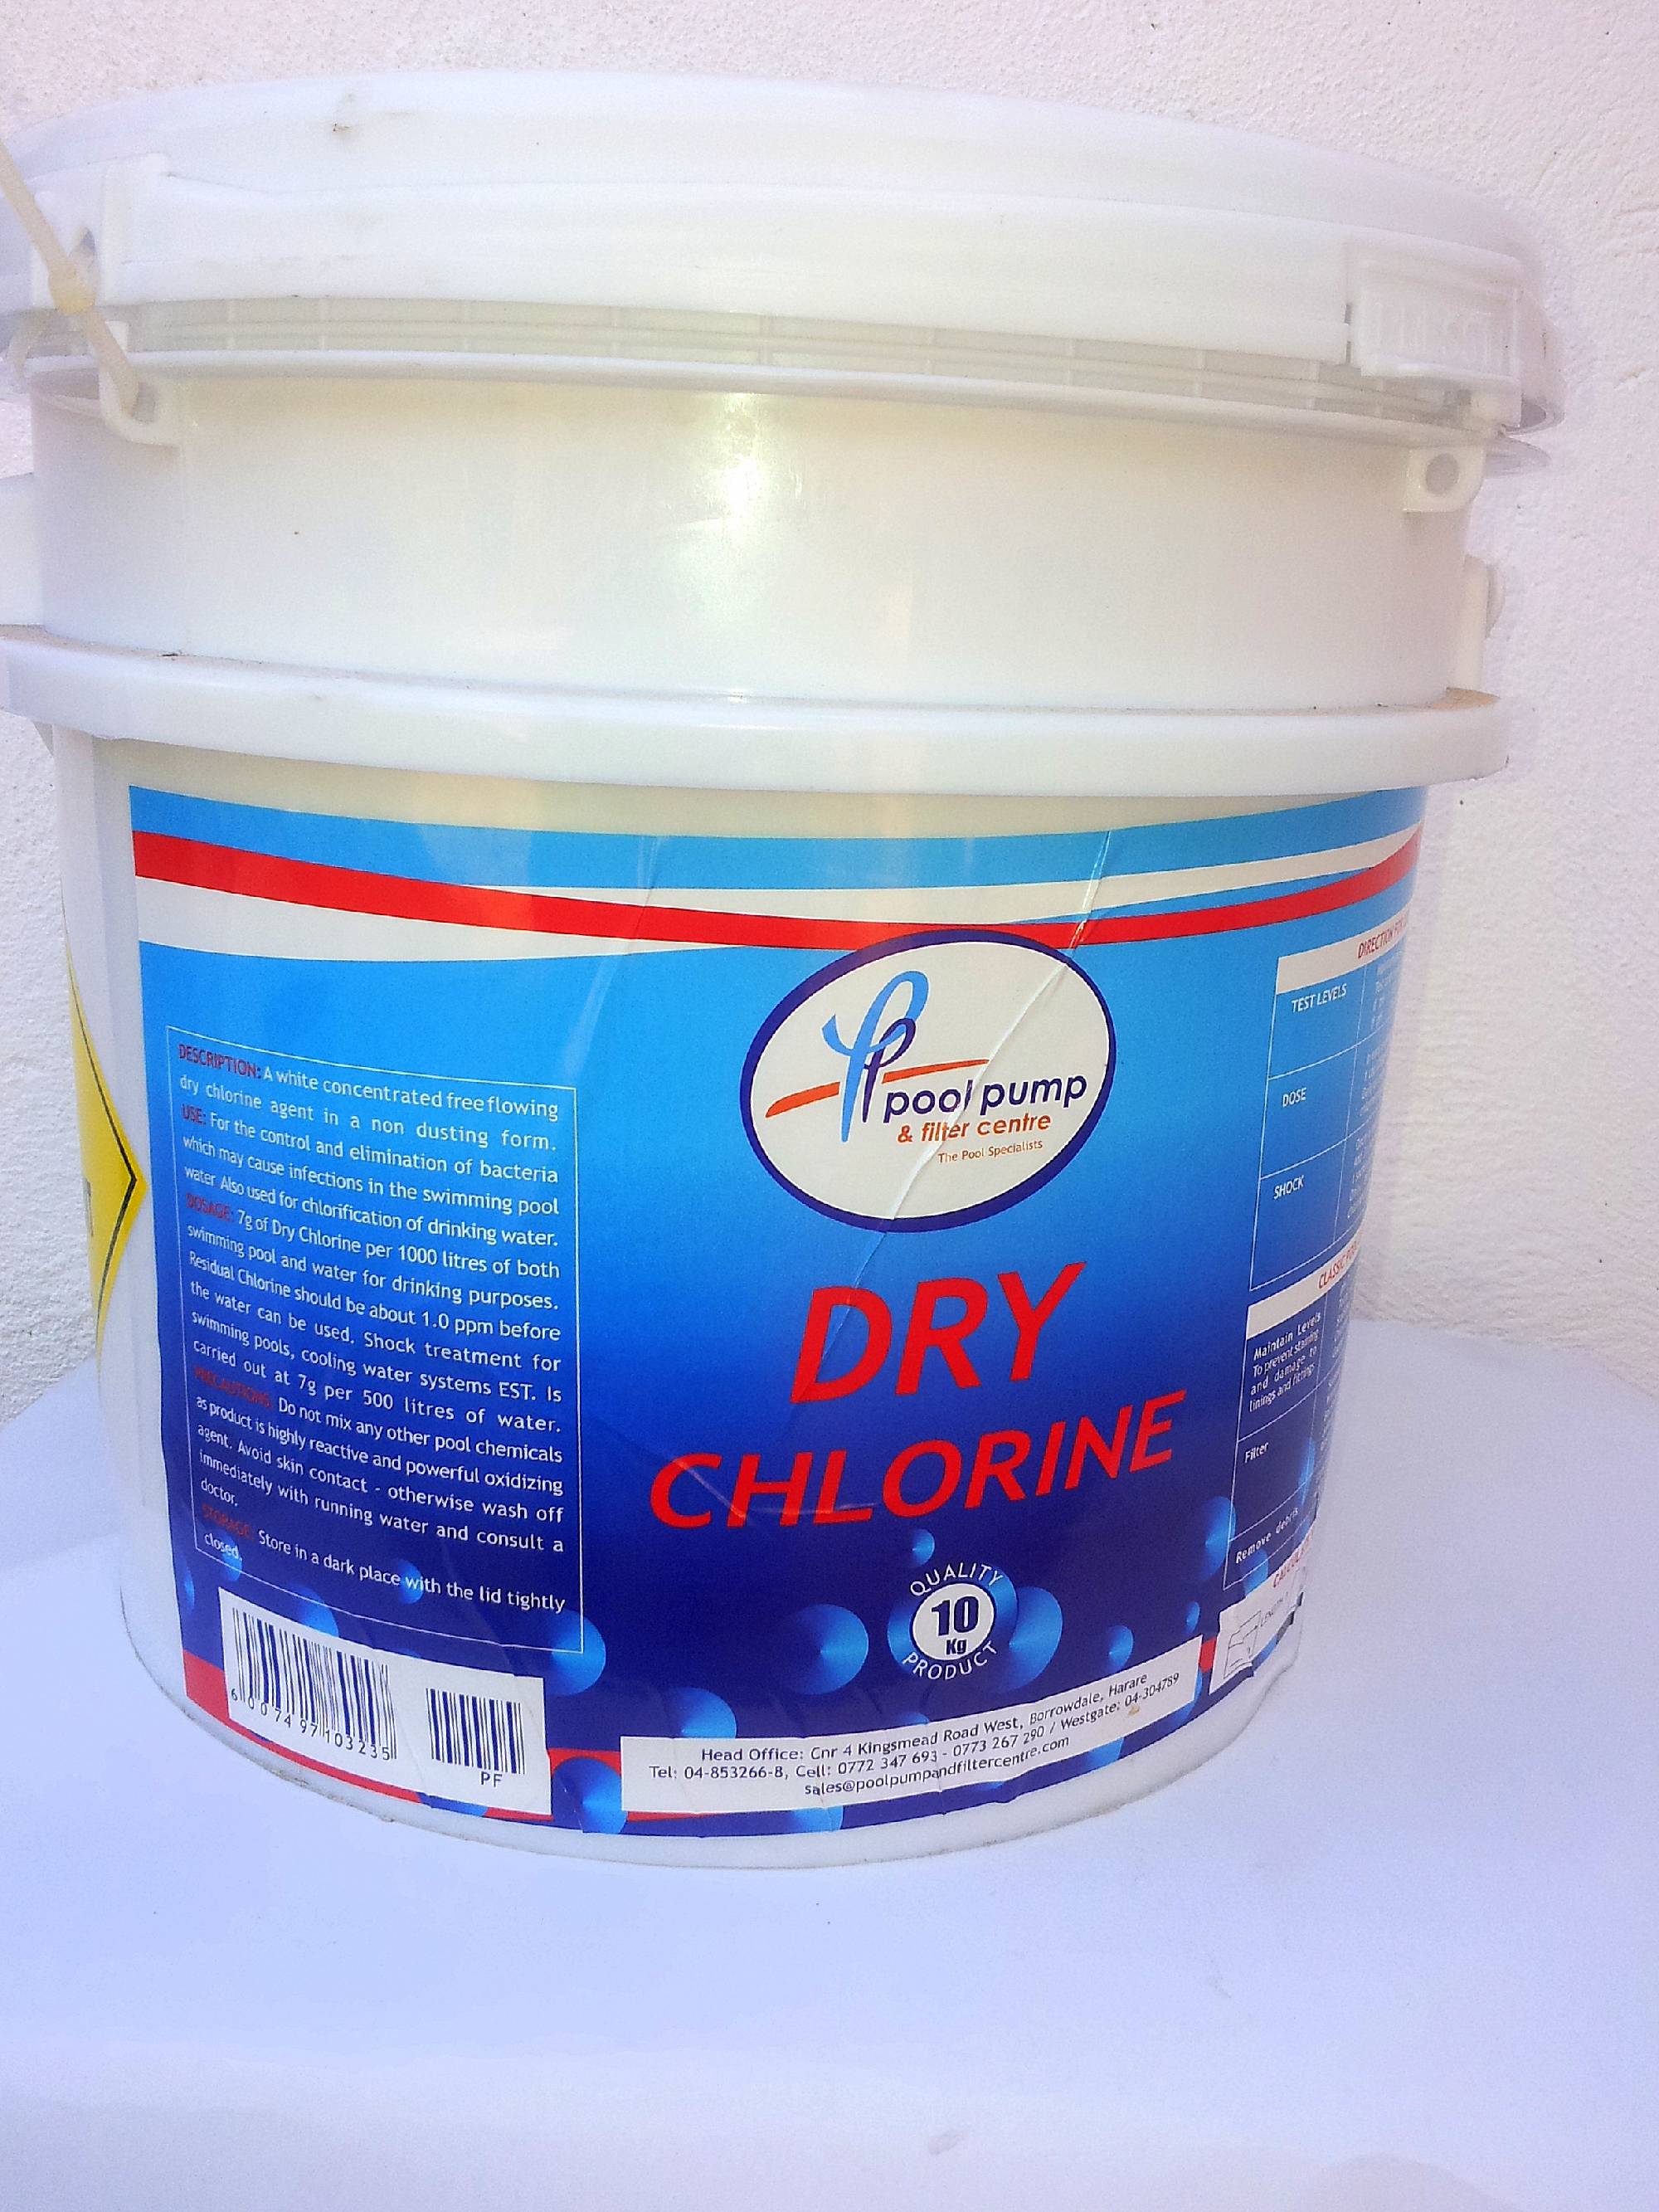 DESCRIPTION: A white concentrated free flowing
dry chlorine agent in a non dusting form.
USE: For the control and elimination of bacteria
which may cause infections in the swimming pool
water Also used for chlorification of drinking water.
DOSAGE: 7g of Dry Chlorine per 1000 litres of both
swimming pool and water for drinking purposes.
Residual Chlorine should be about 1.0 ppm before
the water can be used. Shock treatment for
swimming pools, cooling water systems EST. Is
carried out at 7g per 500 litres of water.
PRECAUTIONS: Do not mix any other pool chemicals
as product is highly reactive and powerful oxidizing
agent. Avoid skin contact - otherwise wash off
immediately with running water and consult a
doctor.
STORAGE: Store in a dark place with the lid tightly
closed.
6 007497 103235
PF
pool pump
& filter centre
The Pool Specialists
DRY
CHLORINE
QUALITY
10
Kg
PRODUCT
Head Office: Cnr 4 Kingsmead Road West, Borrowdale, Harare
Tel: 04-853266-8, Cell: 0772 347 693 - 0773 267 290 / Westgate: 04-304789
sales@poolpumpandfiltercentre.com
DIRECTION
TEST LEVELS
DOSE
SHOCK
CLASSIC
Maintain Levels
To prevent staining
and damage to
linings and fittings
Filter
Remove debris
LENGTH